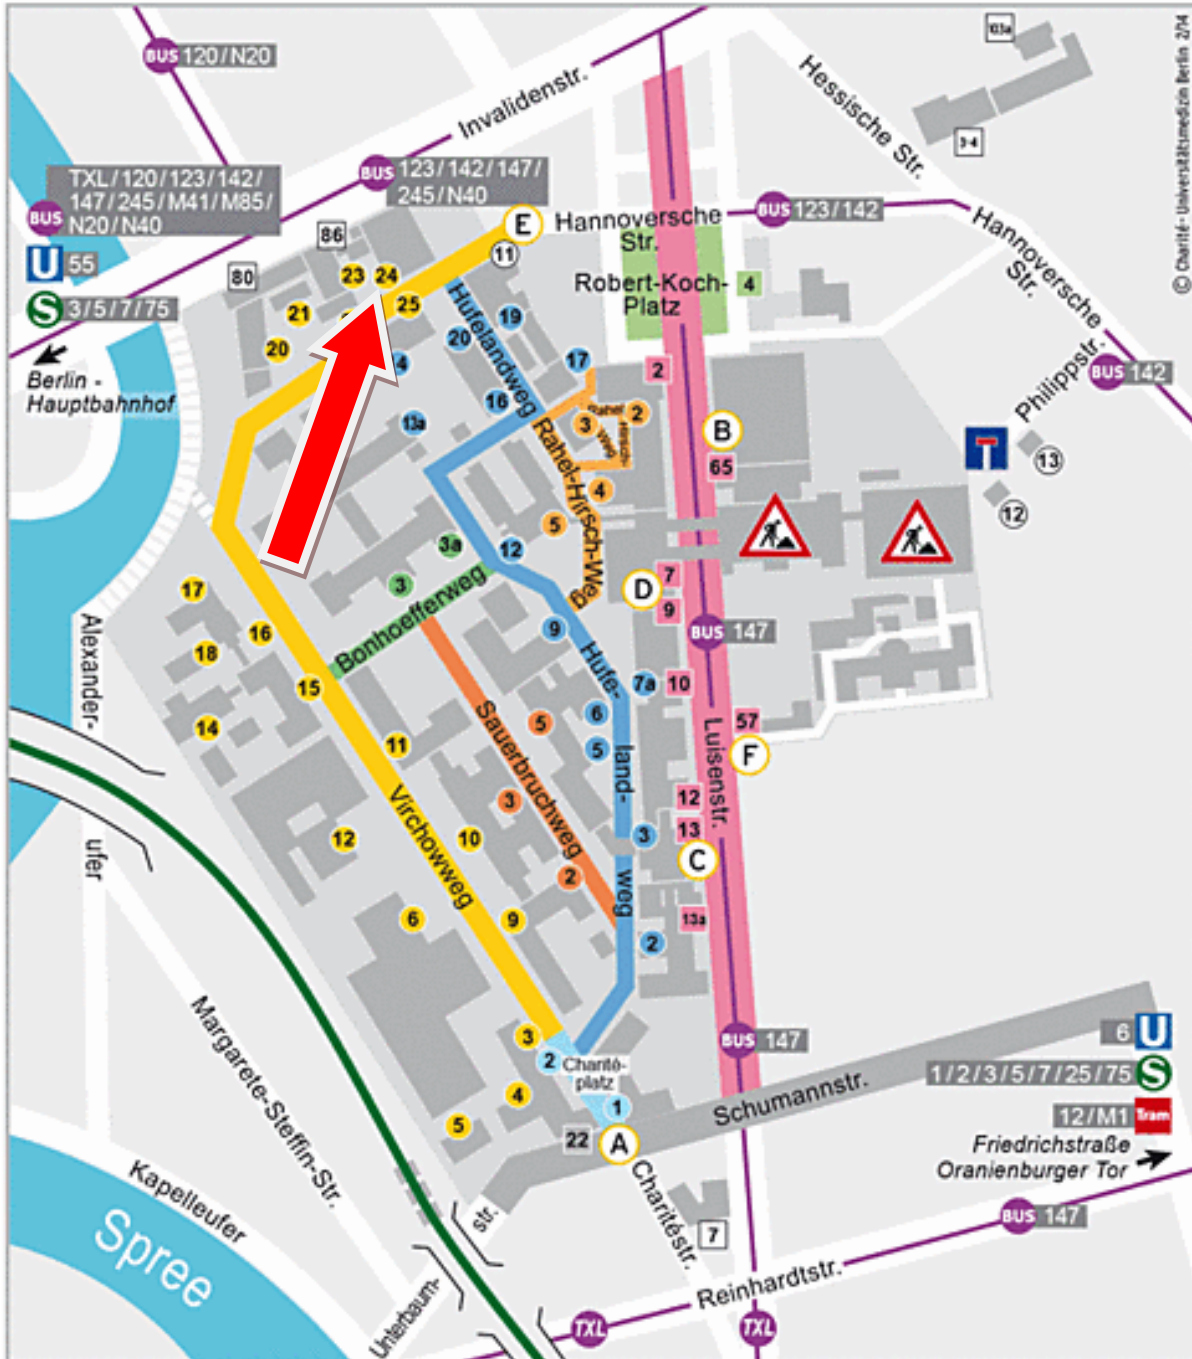 BUS 120/N20
Invalidenstr.
103a
© Charité - Universitätsmedizin Berlin 2/14
Hessische Str.
3-4
TXL/120/123/142/
147/245/M41/M85/
BUS N20/N40
BUS 123/142/147/
245/N40
U 55
S 3/5/7/75
Berlin -
Hauptbahnhof
86
80
E
11
Hannoversche
Str.
BUS 123/142
Hannoversche
Str.
Robert-Koch-
Platz
4
23
24
25
21
20
19
20
4
Hufelandweg
17
16
13a
2
Rahel
Hirsch-
Weg
2
3
4
5
Rahel-Hirsch-Weg
B
65
Philippstr.
BUS 142
13
12
3a
3
12
Bonhoefferweg
D
7
9
BUS 147
17
16
18
15
14
9
Hufe-
land-
weg
7a
10
6
5
5
Sauerbruchweg
3
2
57
F
Luisenstr.
Alexander-
ufer
11
12
10
Virchowweg
6
9
12
13
3
C
13a
2
3
2
Charité-
platz
1
4
5
22
A
BUS 147
Schumannstr.
6 U
1/2/3/5/7/25/75 S
12/M1 Tram
Friedrichstraße
Oranienburger Tor
Margarete-Steffin-Str.
Kapelleufer
Spree
str.
Unterbaum-
Charitéstr.
7
BUS 147
Reinhardtstr.
TXL
TXL